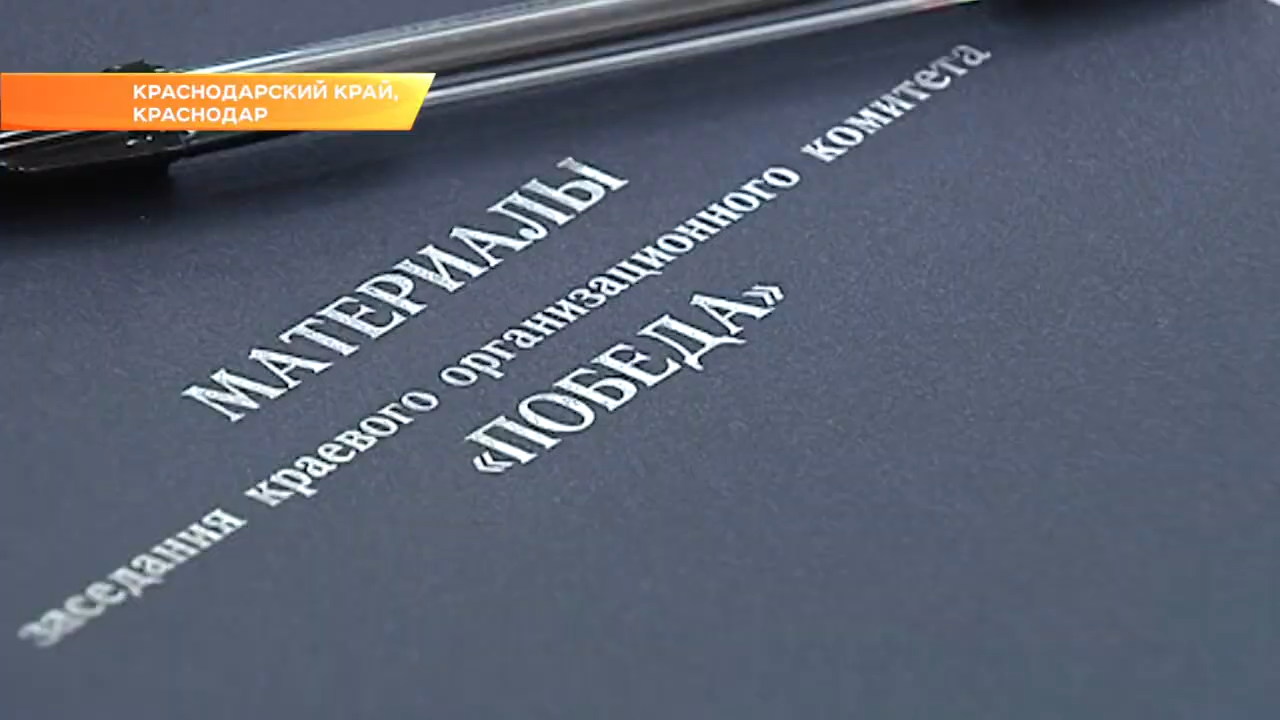 КРАСНОДАРСКИЙ КРАЙ,
КРАСНОДАР
МАТЕРИАЛЫ
заседания краевого организационного комитета
«ПОБЕДА»